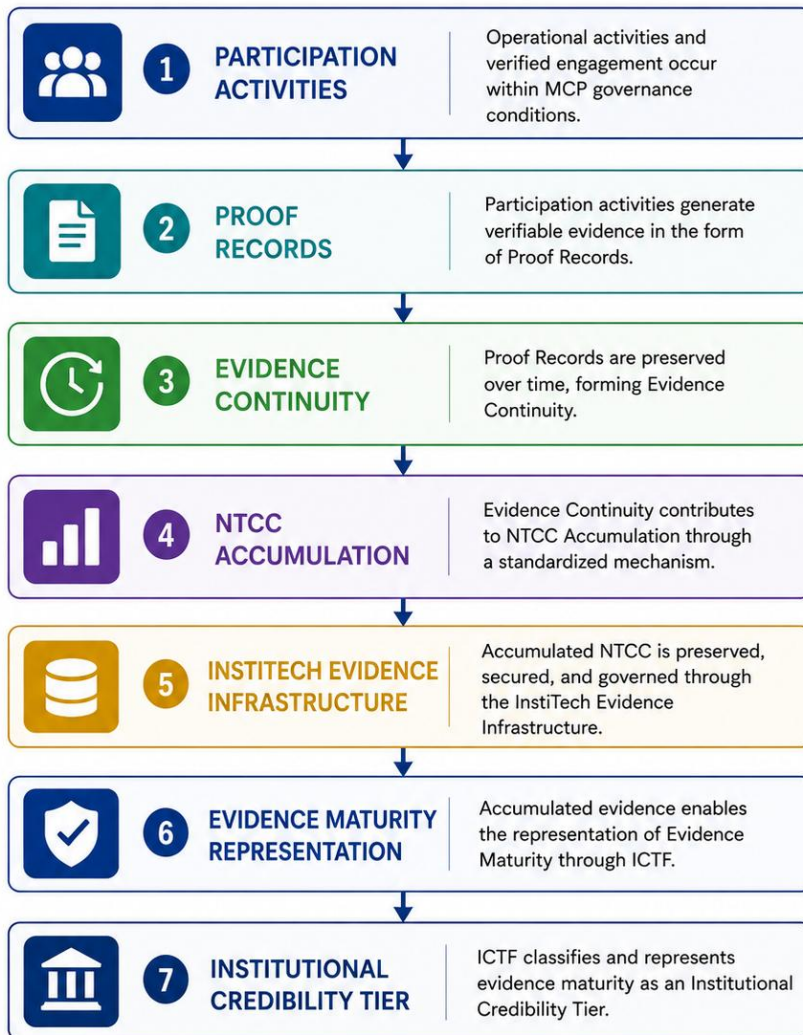 1
PARTICIPATION
ACTIVITIES
Operational activities and
verified engagement occur
within MCP governance
conditions.
2
PROOF
RECORDS
Participation activities generate
verifiable evidence in the form
of Proof Records.
3
EVIDENCE
CONTINUITY
Proof Records are preserved
over time, forming Evidence
Continuity.
4
NTCC
ACCUMULATION
Evidence Continuity contributes
to NTCC Accumulation through
a standardized mechanism.
5
INSTITECH EVIDENCE
INFRASTRUCTURE
Accumulated NTCC is preserved,
secured, and governed through
the InstiTech Evidence
Infrastructure.
6
EVIDENCE MATURITY
REPRESENTATION
Accumulated evidence enables
the representation of Evidence
Maturity through ICTF.
7
INSTITUTIONAL
CREDIBILITY TIER
ICTF classifies and represents
evidence maturity as an Institutional
Credibility Tier.